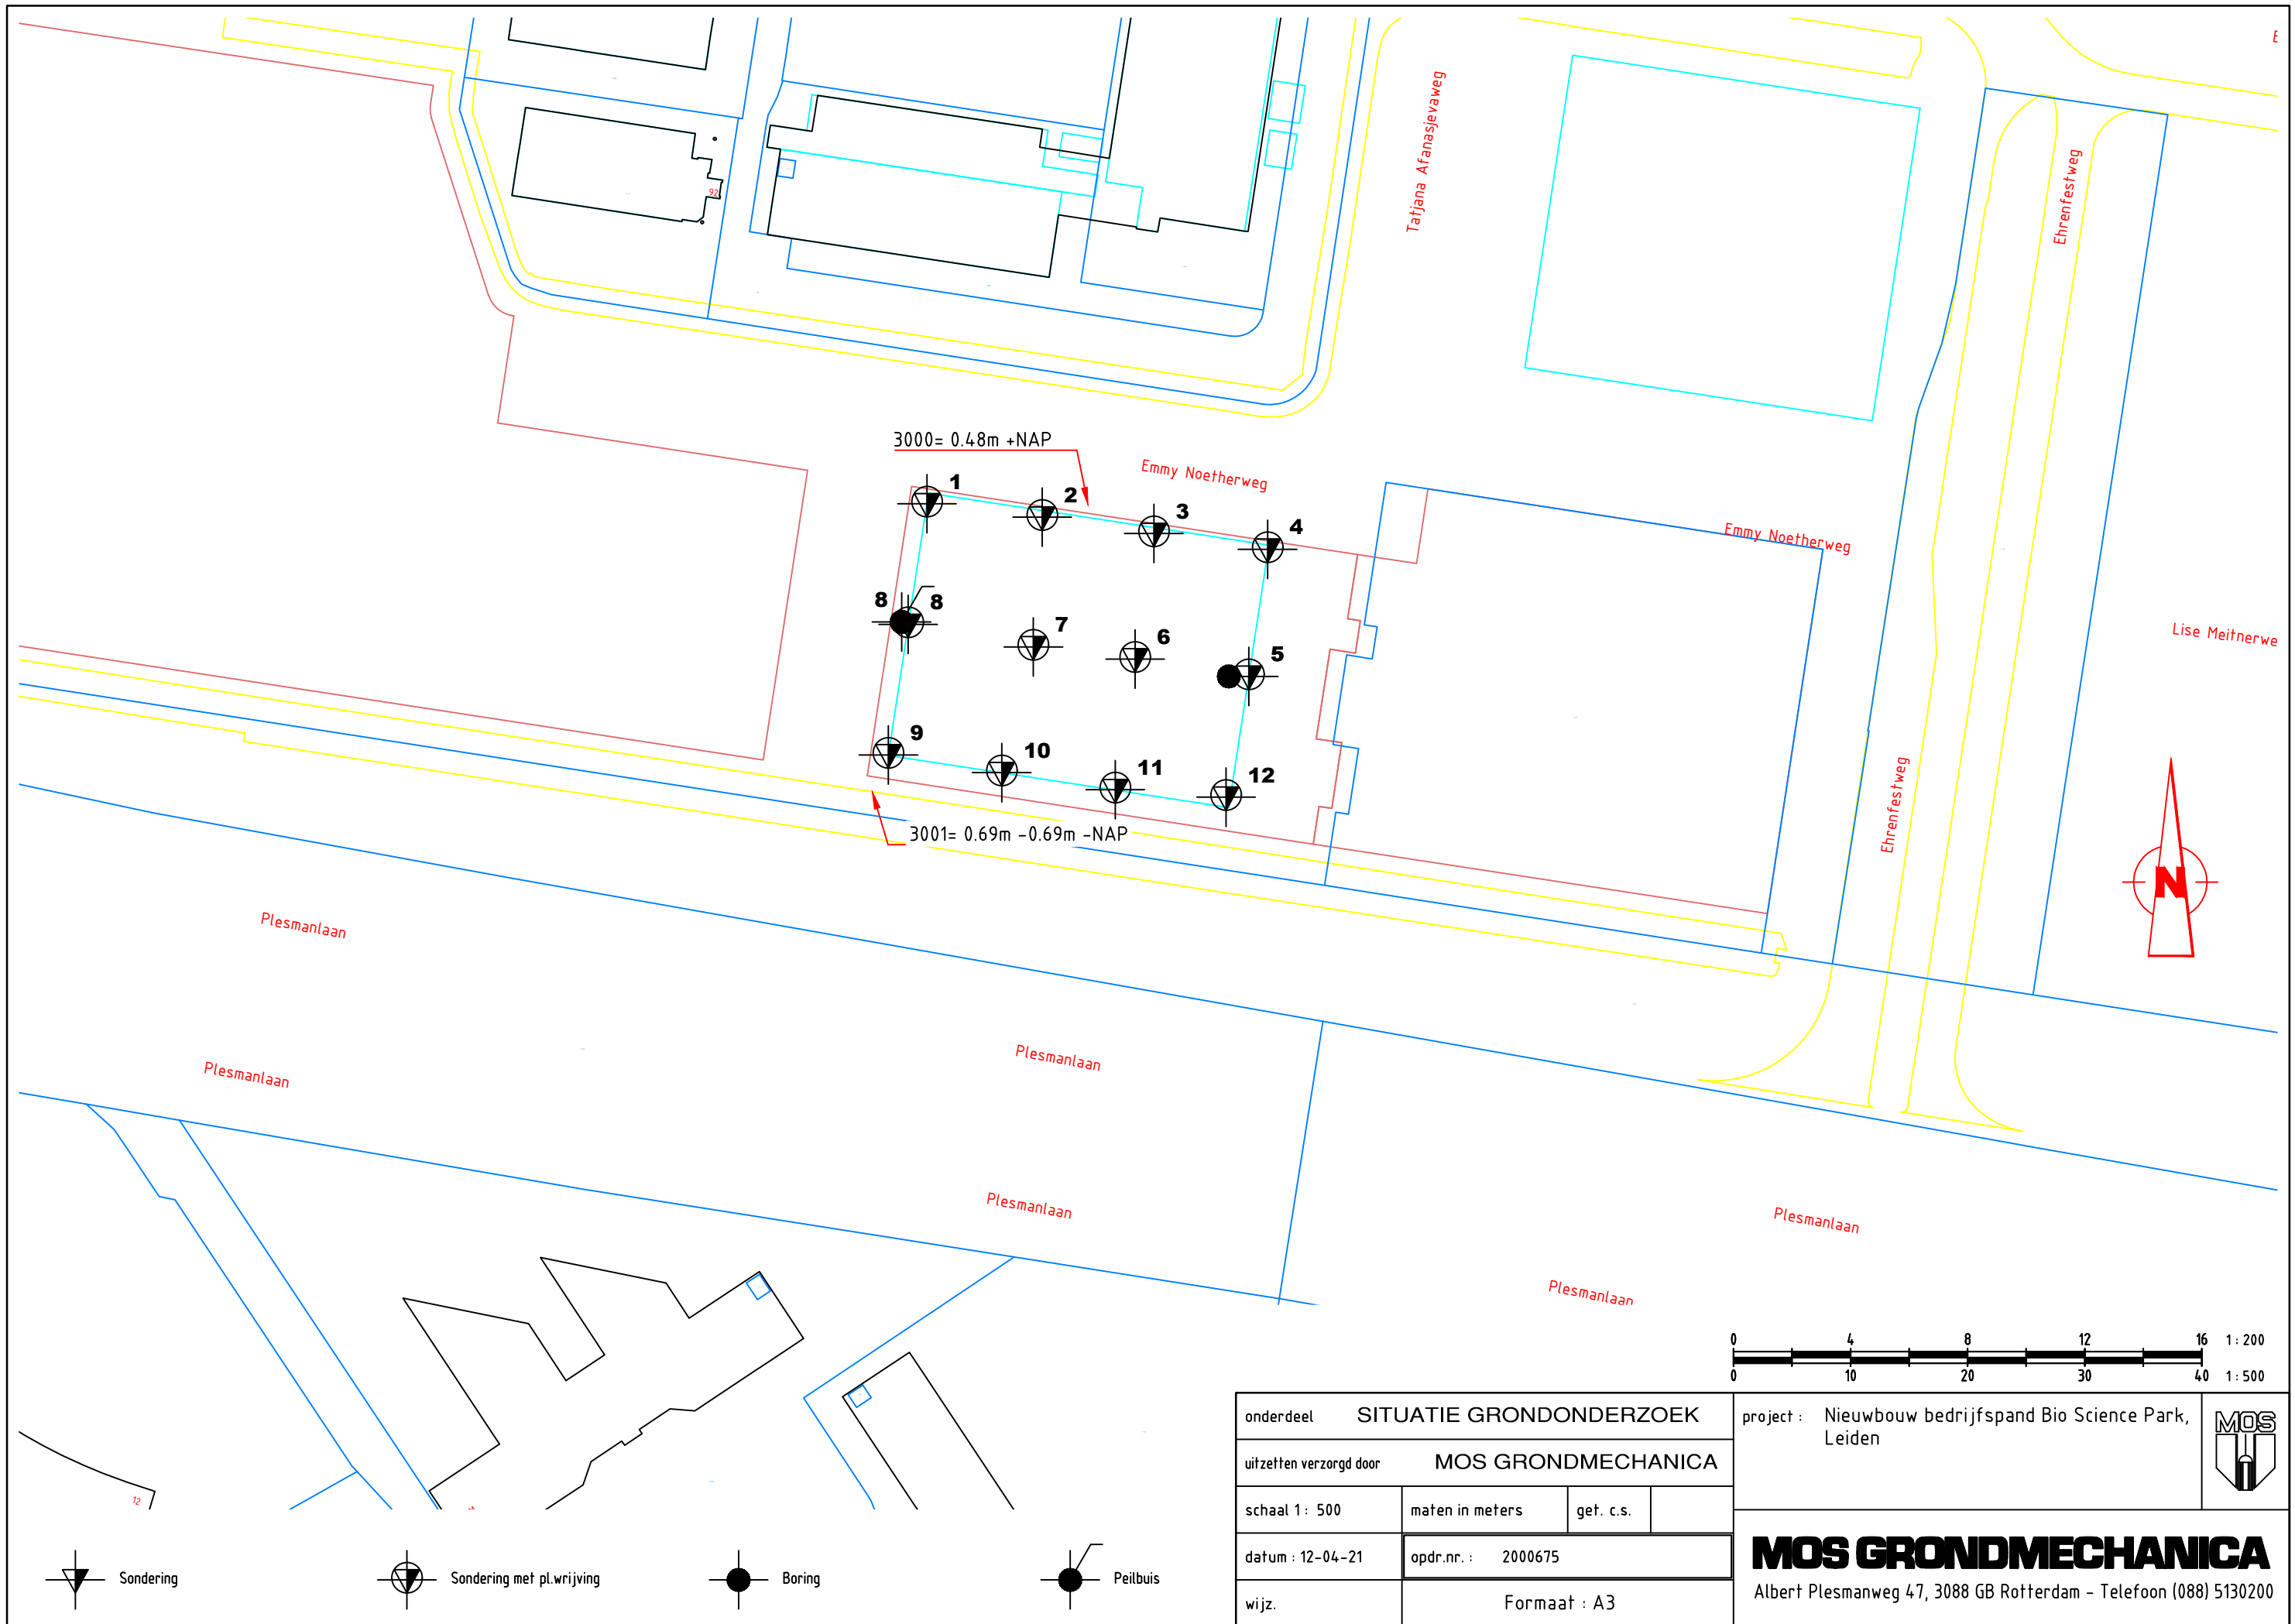 E
Tatjana Afanasjevaweg
Ehrenfestweg
92
3000= 0.48m +NAP
Emmy Noetherweg
1
2
3
4
Emmy Noetherweg
8
8
7
6
5
Lise Meitnerwe
9
10
11
12
3001= 0.69m -0.69m -NAP
Ehrenfestweg
N
Plesmanlaan
Plesmanlaan
Plesmanlaan
Plesmanlaan
Plesmanlaan
Plesmanlaan
12
0 4 8 12 16 1 : 200
0 10 20 30 40 1 : 500
onderdeel SITUATIE GRONDONDERZOEK
uitzetten verzorgd door MOS GRONDMECHANICA
schaal 1 : 500 maten in meters get. c.s.
datum : 12-04-21 opdr.nr. : 2000675
wijz. Formaat : A3
project : Nieuwbouw bedrijfspand Bio Science Park,
Leiden
MOS
MOS GRONDMECHANICA
Albert Plesmanweg 47, 3088 GB Rotterdam - Telefoon (088) 5130200
Sondering
Sondering met pl.wrijving
Boring
Peilbuis